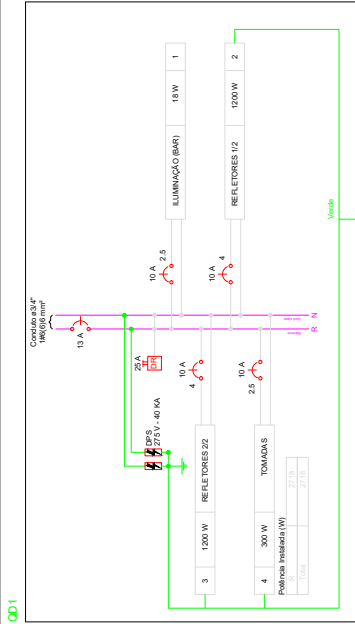 QD1
Conduto ø3/4"
1#6(6)6 mm²
13 A
ILUMINAÇÃO (BAR)
18 W
1
10 A
2.5
REFLETORES 1/2
1200 W
2
10 A
4
25 A
DR
DPS
275 V - 40 KA
R
N
Verde
3
1200 W
REFLETORES 2/2
10 A
4
4
300 W
TOMADAS
10 A
2.5
Potência Instalada (W)
R
2718
Total
2718